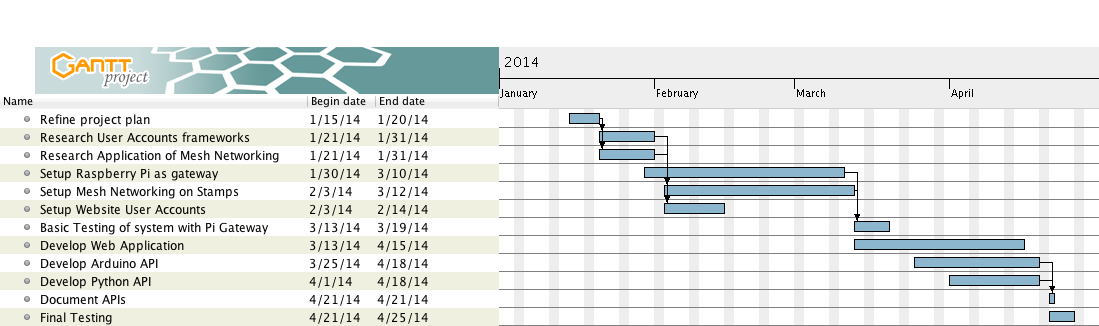 GANTT
project
2014
January February March April
Name Begin date End date
Refine project plan 1/15/14 1/20/14
Research User Accounts frameworks 1/21/14 1/31/14
Research Application of Mesh Networking 1/21/14 1/31/14
Setup Raspberry Pi as gateway 1/30/14 3/10/14
Setup Mesh Networking on Stamps 2/3/14 3/12/14
Setup Website User Accounts 2/3/14 2/14/14
Basic Testing of system with Pi Gateway 3/13/14 3/19/14
Develop Web Application 3/13/14 4/15/14
Develop Arduino API 3/25/14 4/18/14
Develop Python API 4/1/14 4/18/14
Document APIs 4/21/14 4/21/14
Final Testing 4/21/14 4/25/14